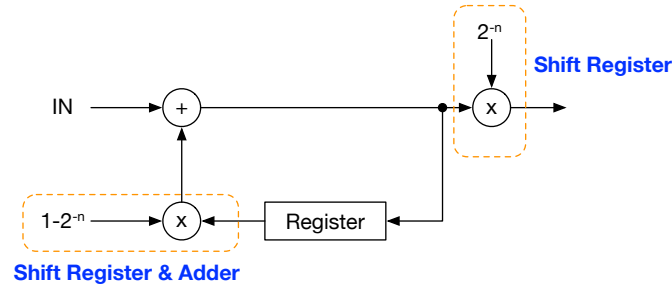 2⁻ⁿ
Shift Register
IN
+
x
1-2⁻ⁿ
x
Register
Shift Register & Adder